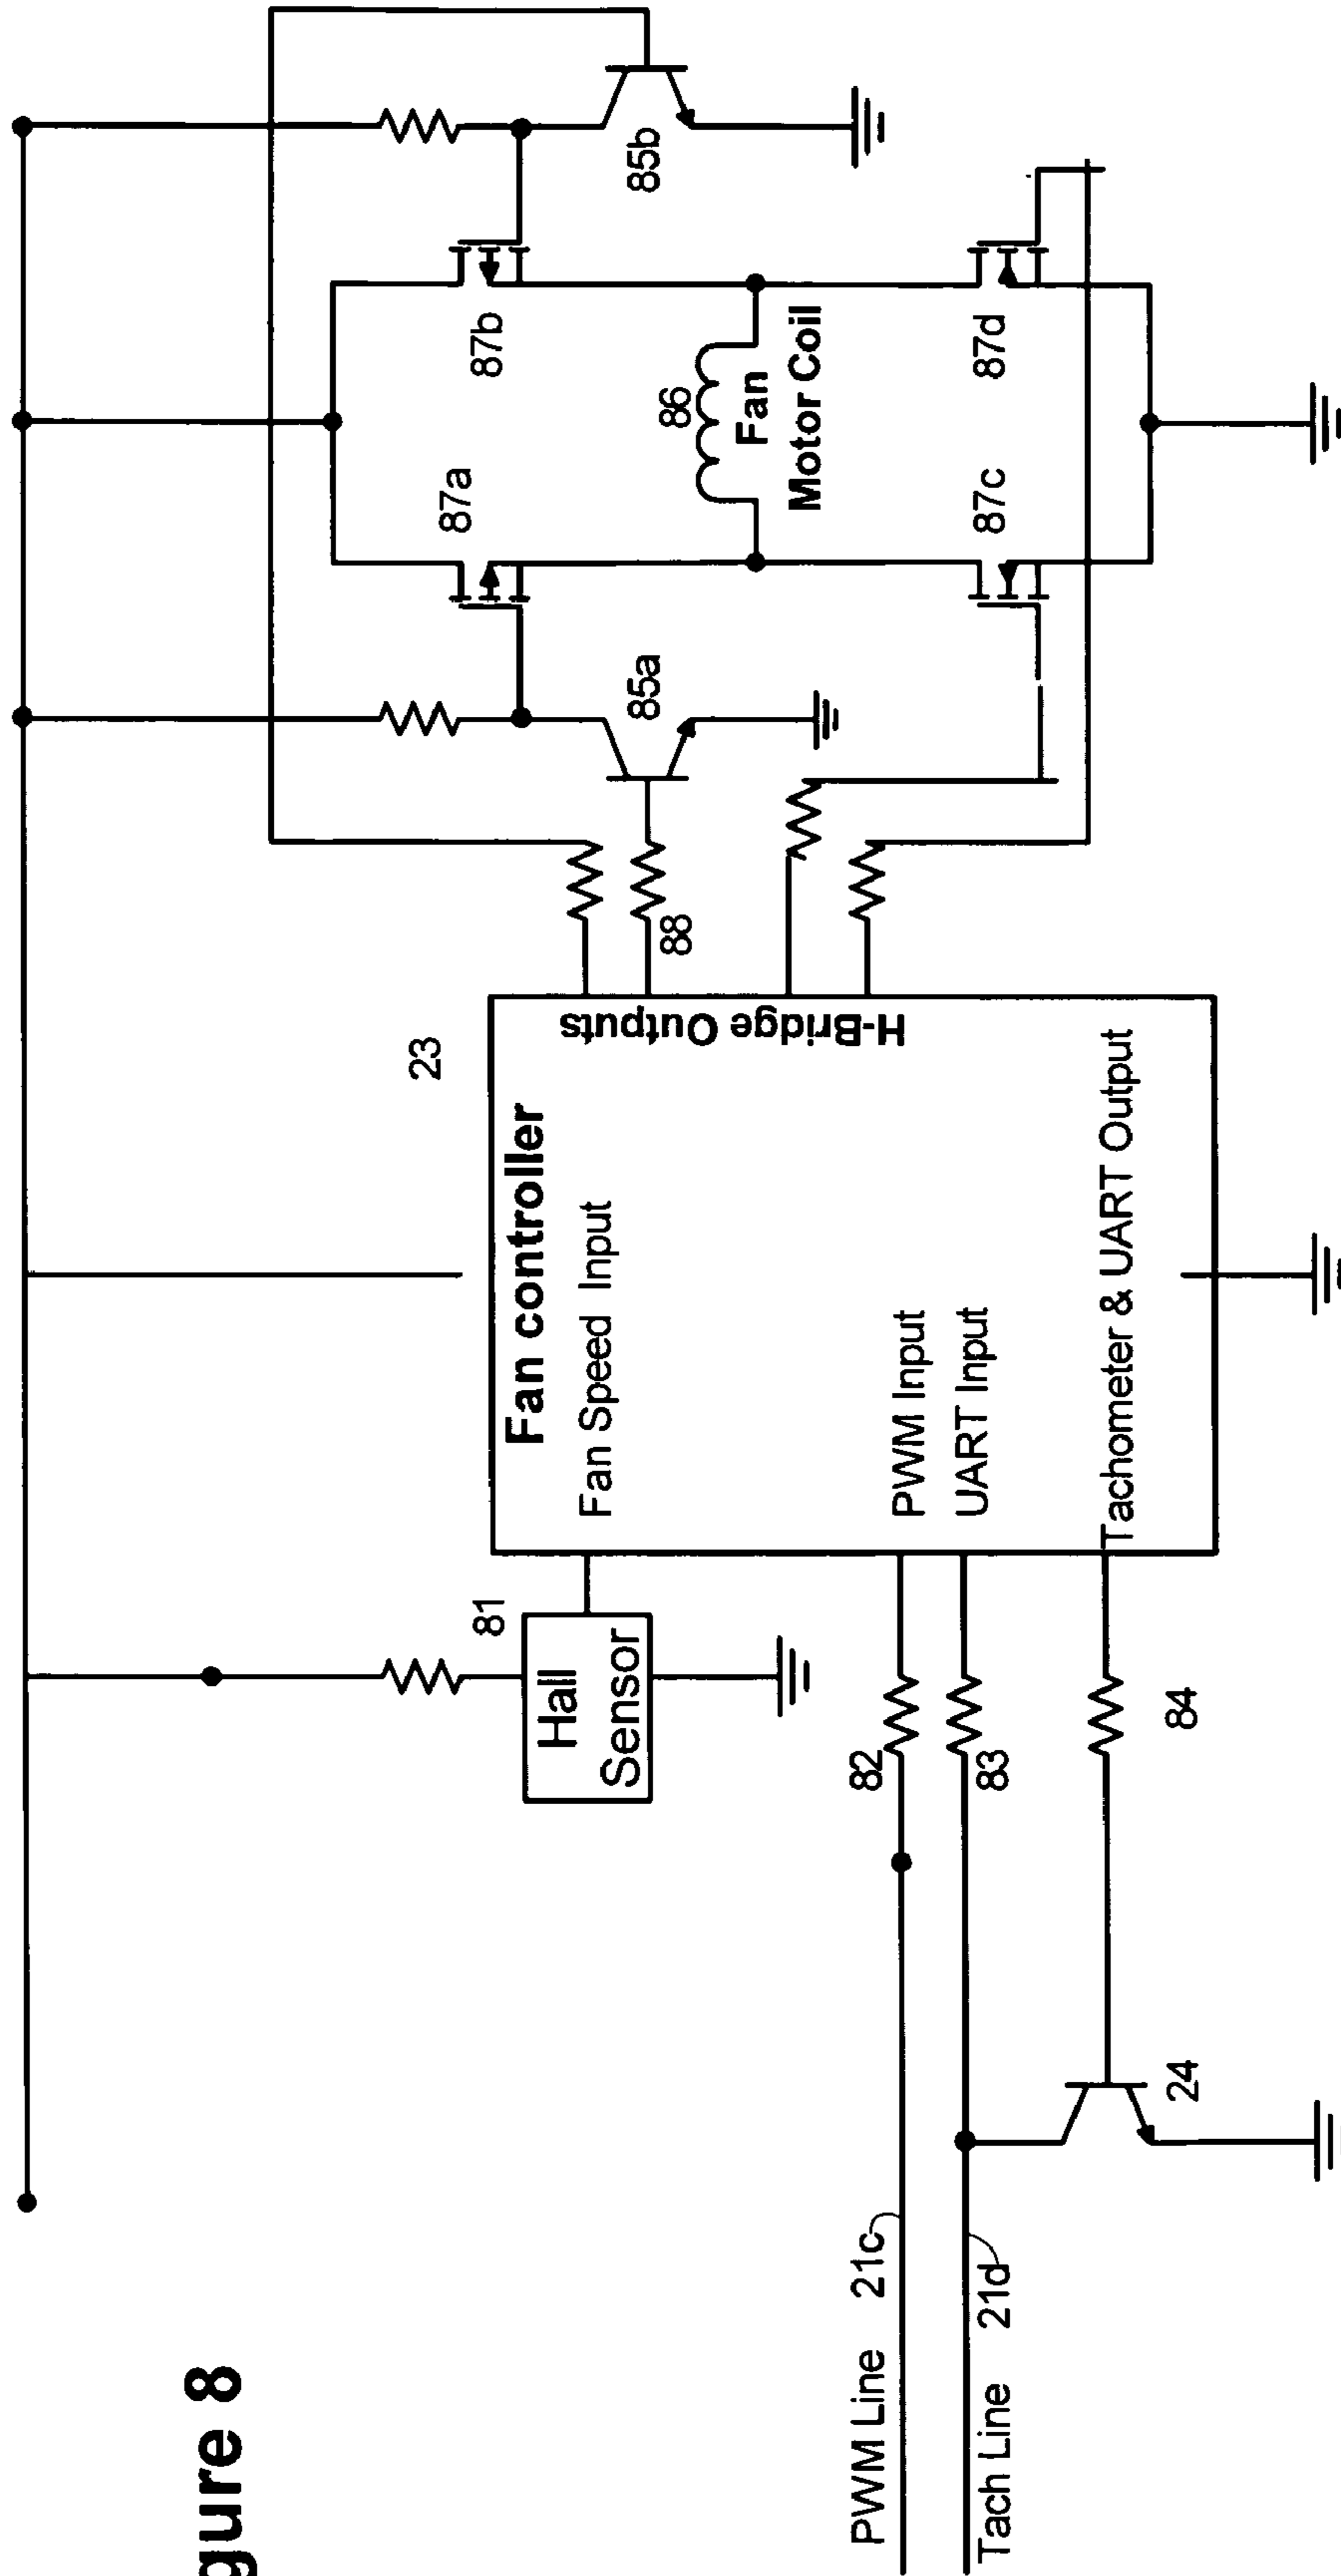 gure 8
PWM Line 21c
Tach Line 21d
24
81
Hall
Sensor
82
83
84
23
Fan controller
Fan Speed Input
PWM Input
UART Input
Tachometer & UART Output
H-Bridge Outputs
88
85a
87a
87b
86
Fan
Motor Coil
87c
87d
85b